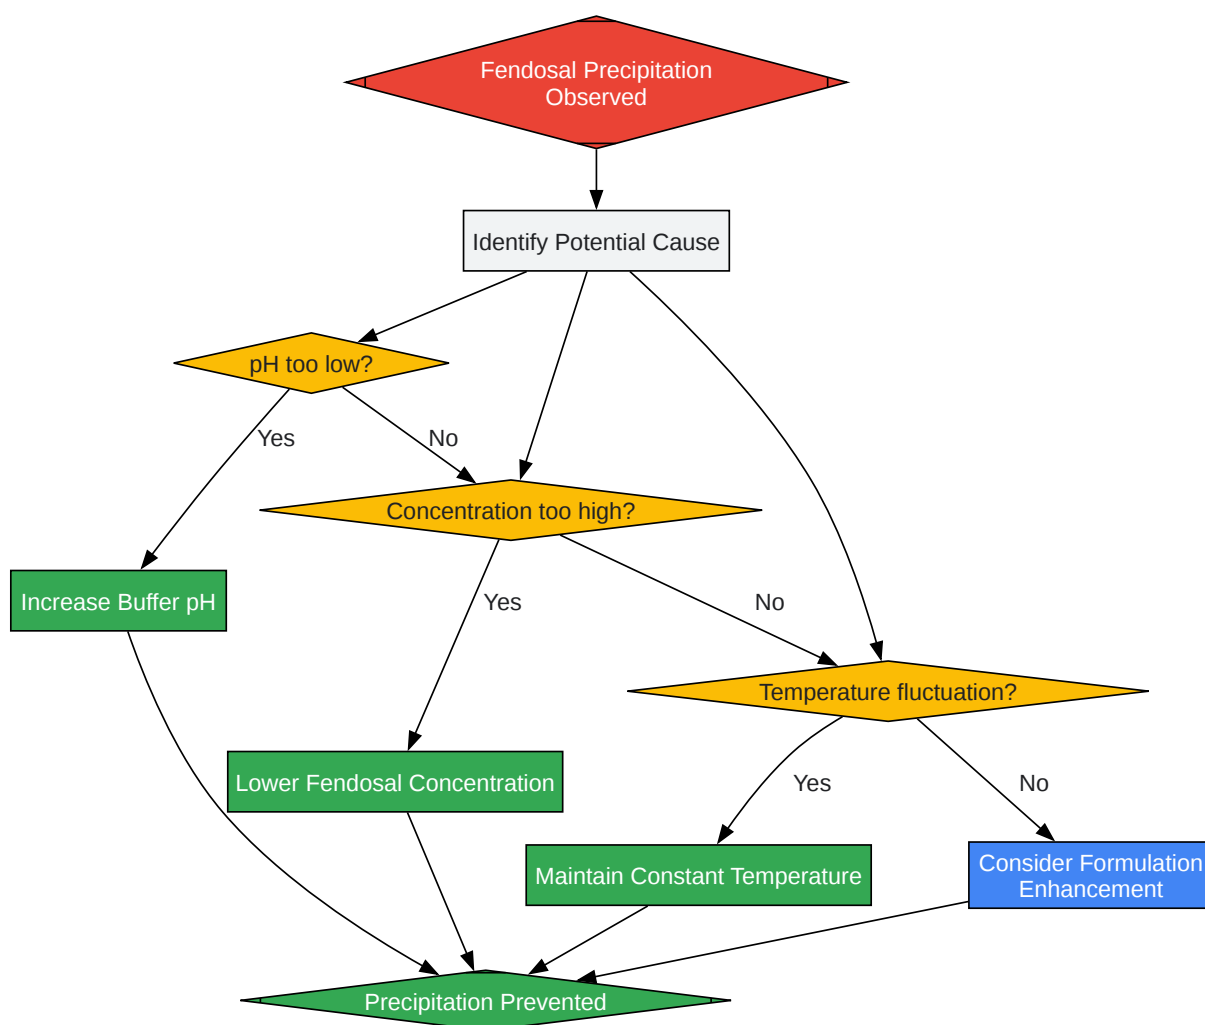 Fendosal Precipitation
Observed
Identify Potential Cause
pH too low?
Yes
No
Concentration too high?
Increase Buffer pH
Yes
No
Temperature fluctuation?
Lower Fendosal Concentration
Yes
No
Maintain Constant Temperature
Consider Formulation
Enhancement
Precipitation Prevented